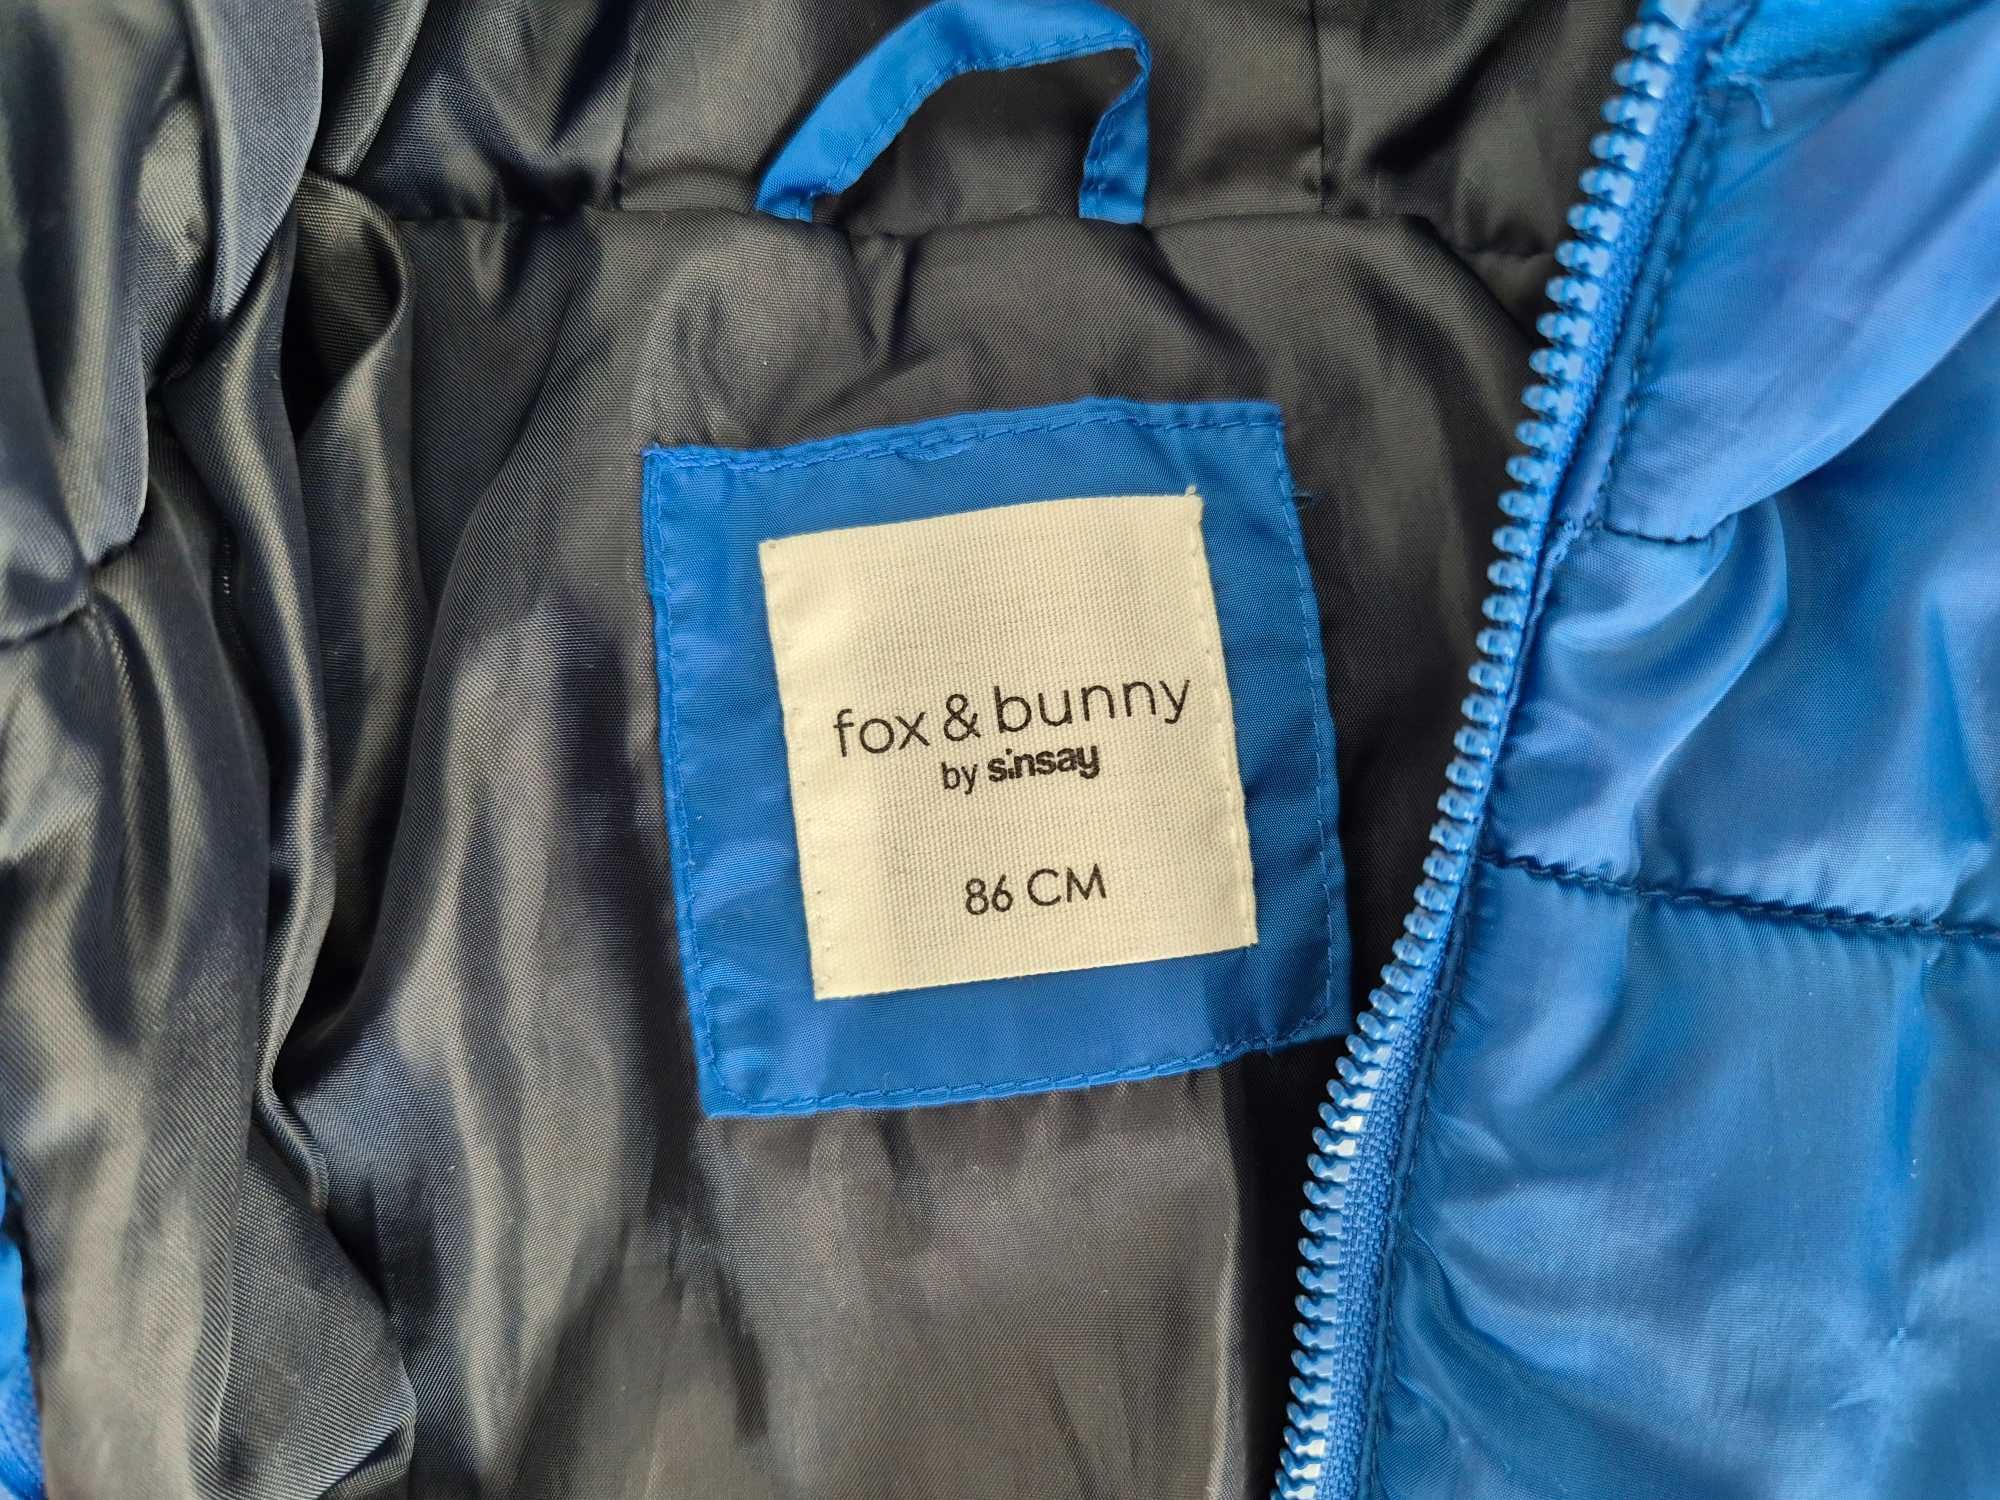 fox & bunny
by sinsay
86 CM